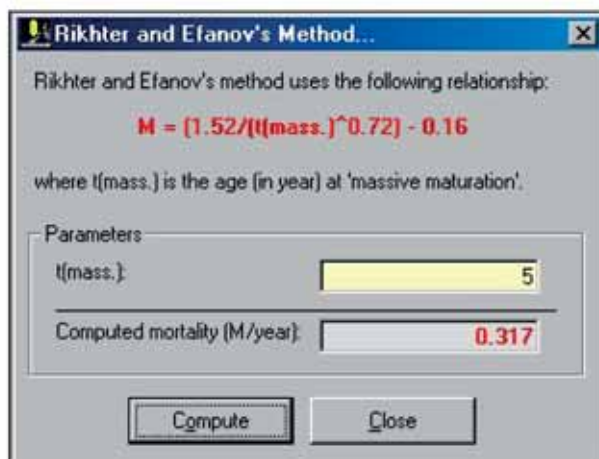 Rikhter and Efanov's Method...
Rikhter and Efanov's method uses the following relationship:
M = (1.52/(t(mass.)^0.72) - 0.16
where t(mass.) is the age (in year) at 'massive maturation'.
Parameters
t(mass.): 5
Computed mortality (M/year): 0.317
Compute Close